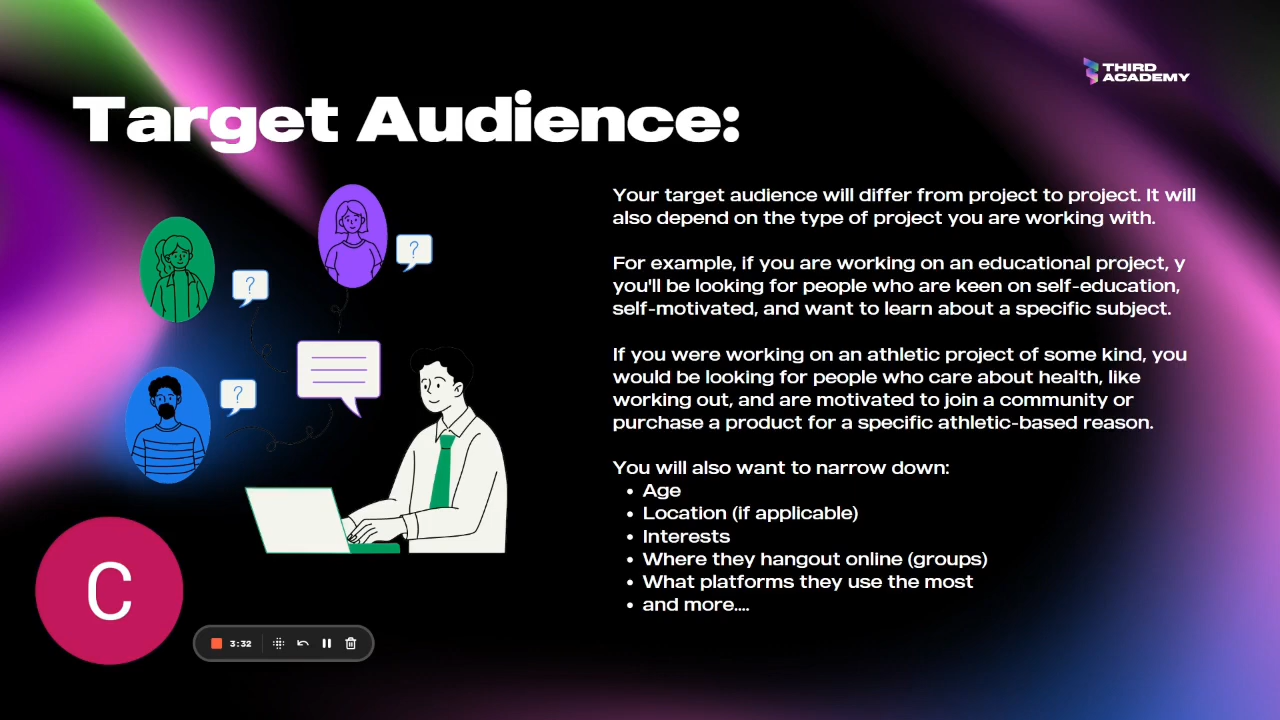 THIRD
ACADEMY
Target Audience:
Your target audience will differ from project to project. It will
also depend on the type of project you are working with.
For example, if you are working on an educational project, y
you'll be looking for people who are keen on self-education,
self-motivated, and want to learn about a specific subject.
If you were working on an athletic project of some kind, you
would be looking for people who care about health, like
working out, and are motivated to join a community or
purchase a product for a specific athletic-based reason.
You will also want to narrow down:
• Age
• Location (if applicable)
• Interests
• Where they hangout online (groups)
• What platforms they use the most
• and more....
?
?
?
C
3:32